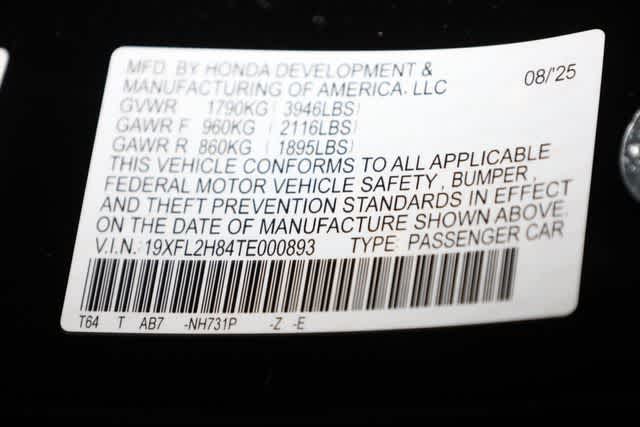 MFD. BY HONDA DEVELOPMENT &
MANUFACTURING OF AMERICA, LLC
08/'25
GVWR 1790KG (3946LBS)
GAWR F 960KG (2116LBS)
GAWR R 860KG (1895LBS)
THIS VEHICLE CONFORMS TO ALL APPLICABLE
FEDERAL MOTOR VEHICLE SAFETY, BUMPER,
AND THEFT PREVENTION STANDARDS IN EFFECT
ON THE DATE OF MANUFACTURE SHOWN ABOVE.
V.I.N.: 19XFL2H84TE000893 TYPE: PASSENGER CAR
T64 T AB7 -NH731P -Z -E